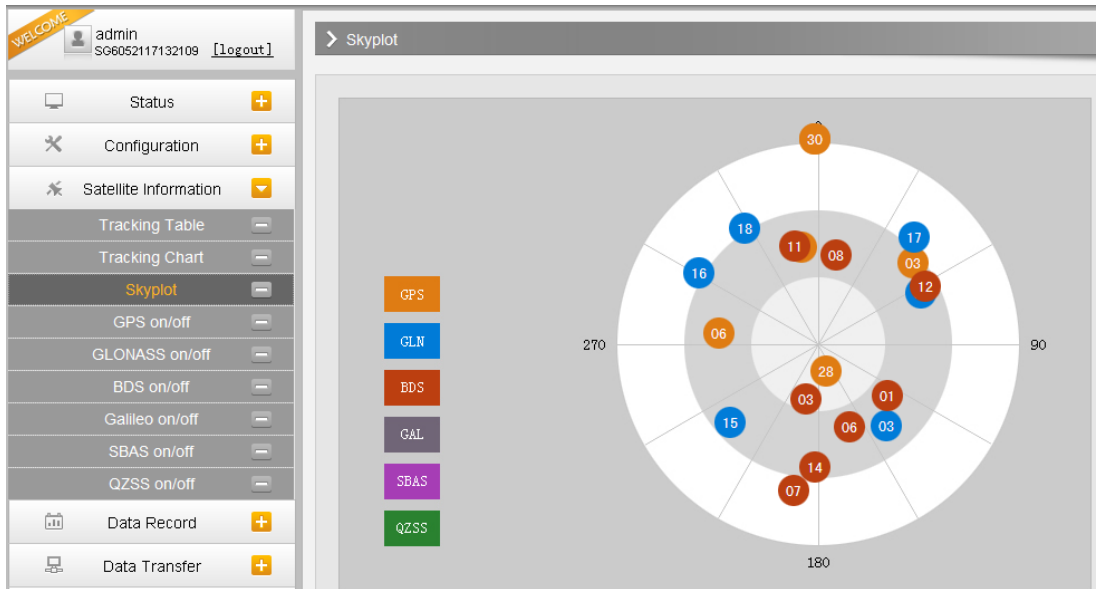 WELCOME
admin
SG6052117132109 [logout]
Status
Configuration
Satellite Information
Tracking Table
Tracking Chart
Skyplot
GPS on/off
GLONASS on/off
BDS on/off
Galileo on/off
SBAS on/off
QZSS on/off
Data Record
Data Transfer
Skyplot
30
18
17
11
08
03
16
12
GPS
06
GLN
270
90
28
BDS
03
01
15
06
03
GAL
14
SBAS
07
QZSS
180